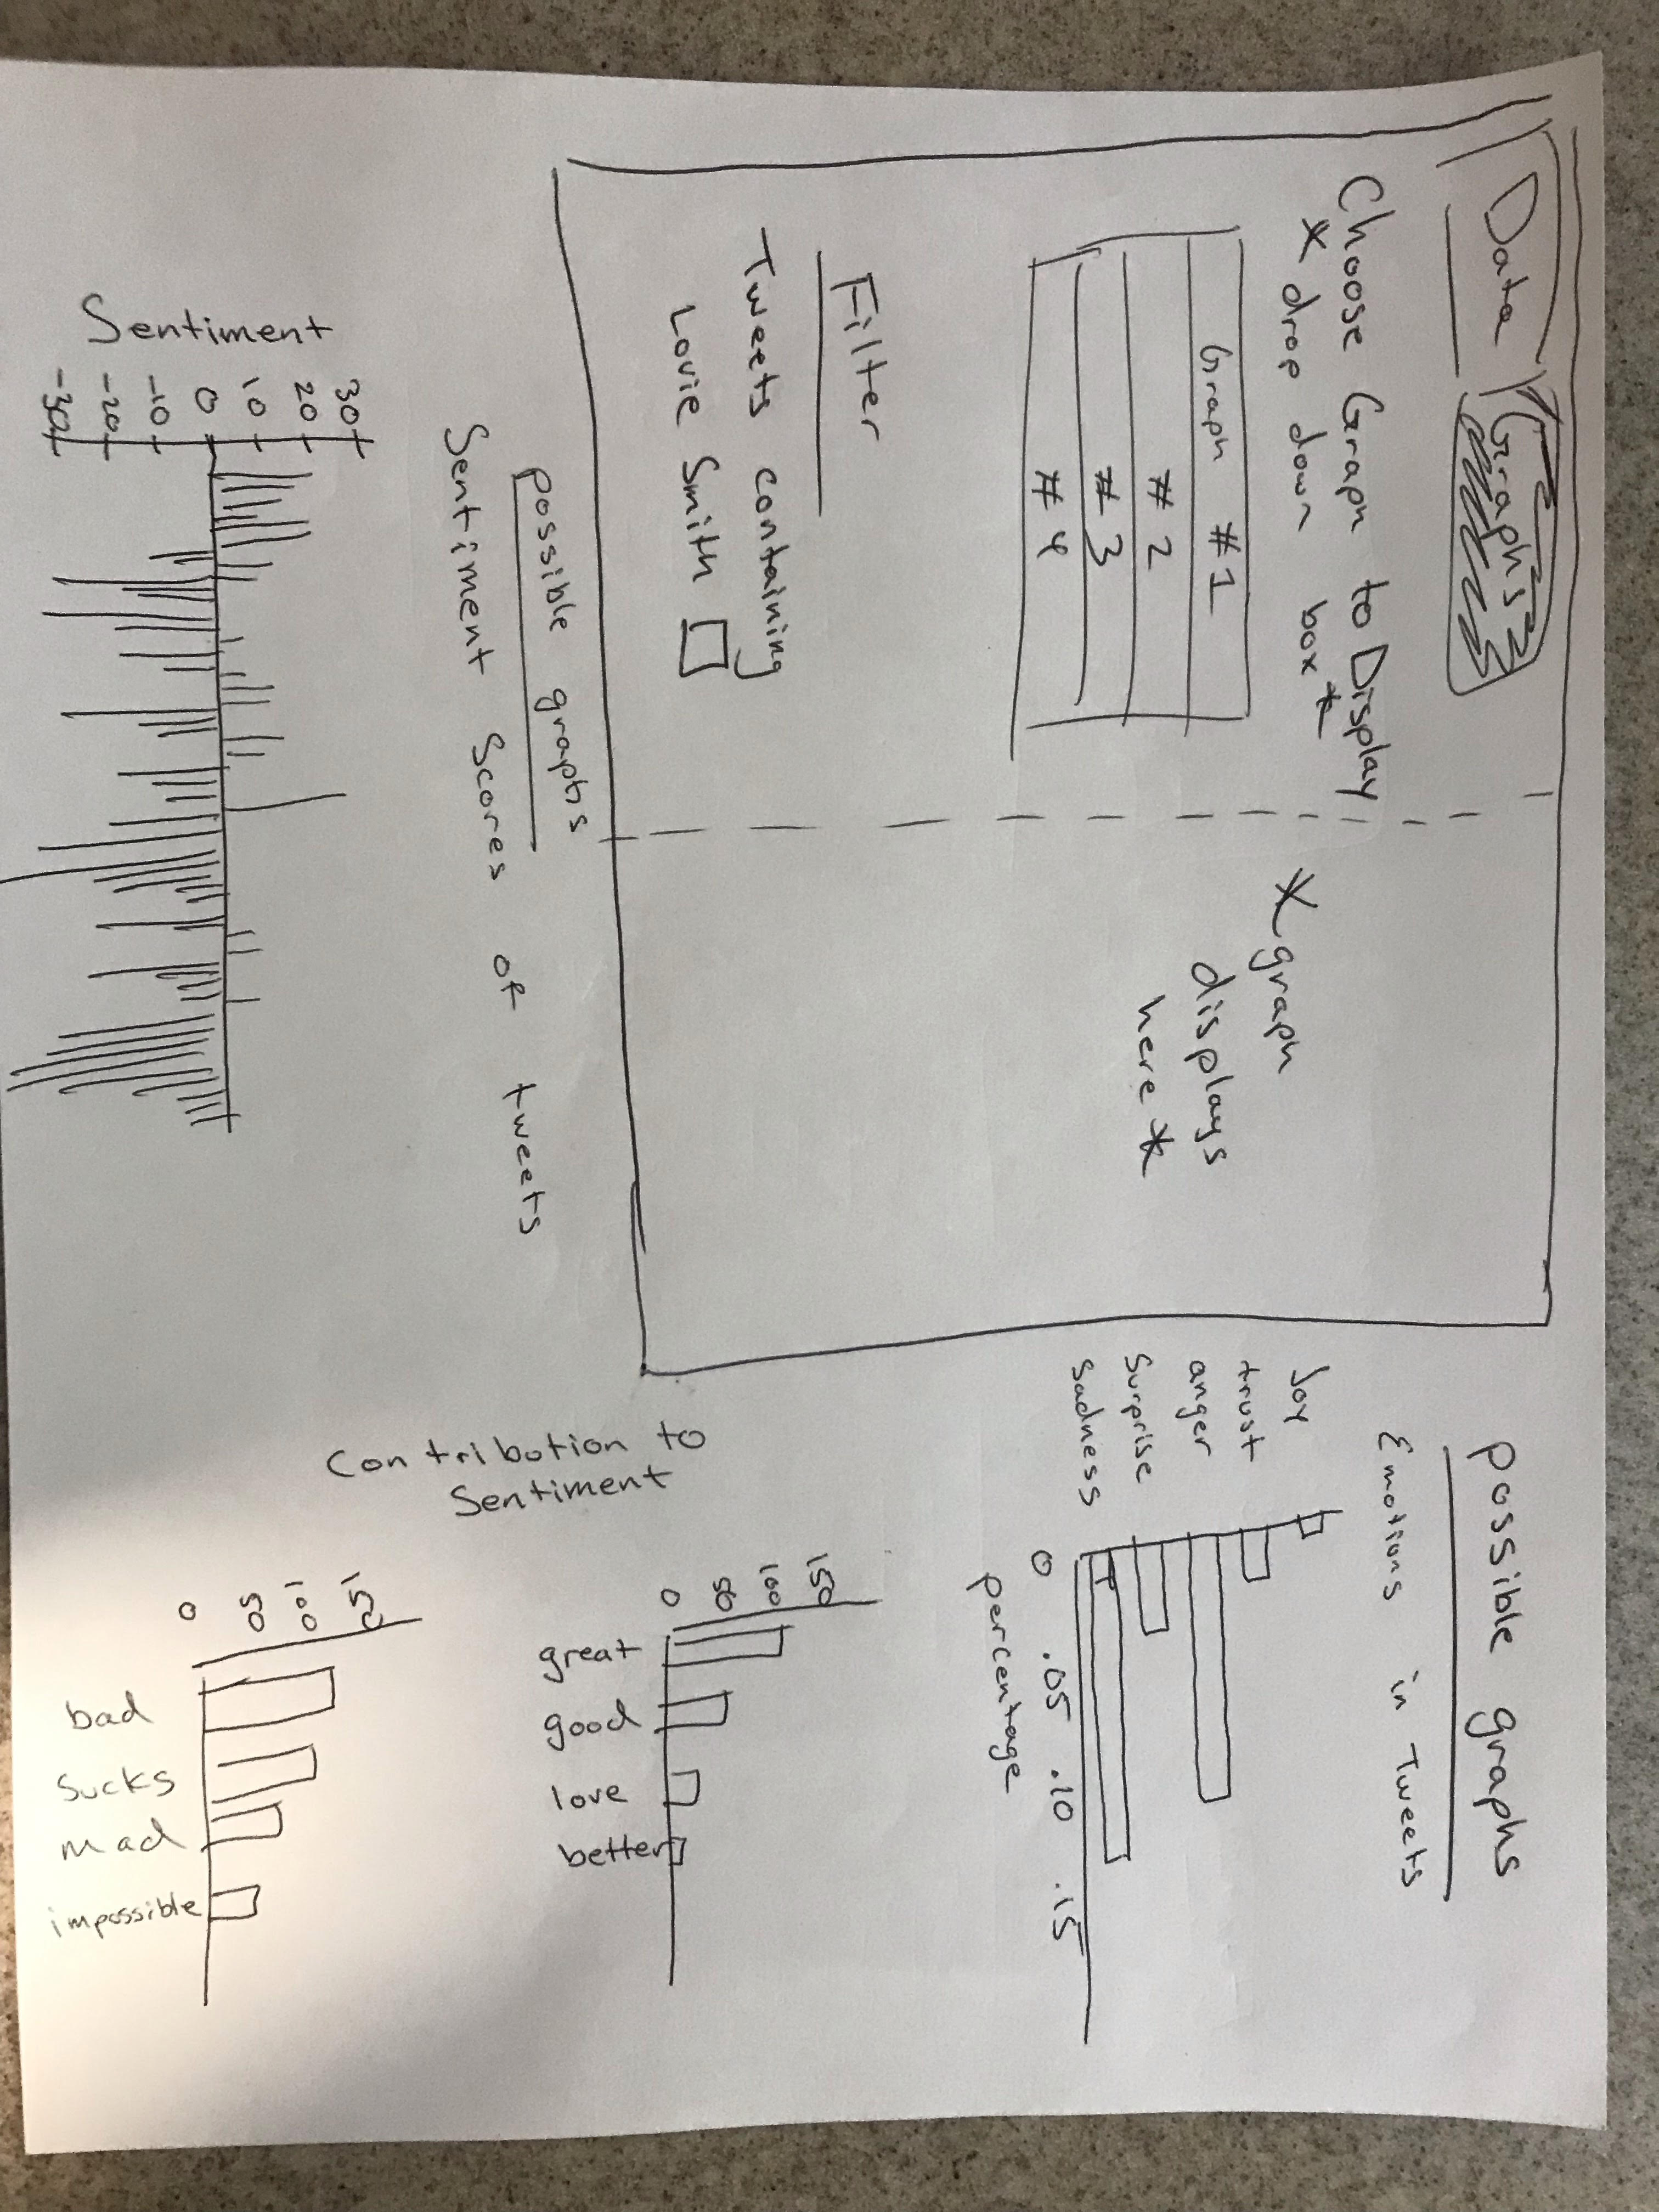 Data Graphs
Choose Graph to Display
* drop down box *
Graph #1
#2
#3
#4
* graph
displays
here *
Filter
Tweets containing
Lovie Smith
possible graphs
Emotions in Tweets
Joy
trust
anger
Surprise
Sadness
0 .05 .10 .15
percentage
Contribution to
Sentiment
150
100
50
0
great
good
love
better
150
100
50
0
bad
sucks
mad
impossible
possible graphs
Sentiment Scores of tweets
Sentiment
30
20
10
0
-10
-20
-30